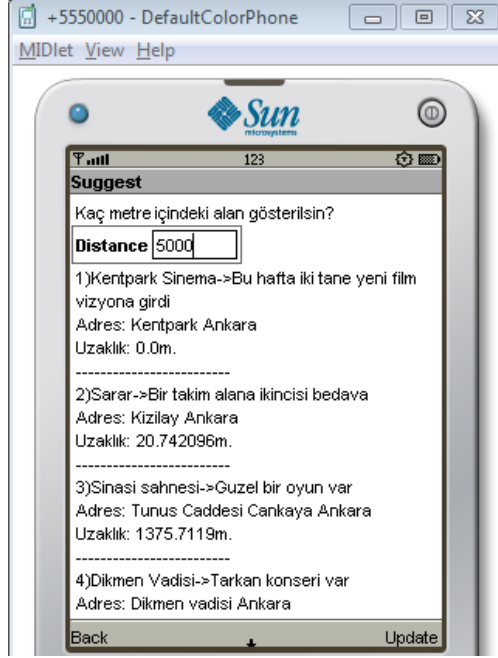 +5550000 - DefaultColorPhone
MIDlet View Help
Sun
microsystems
123
Suggest
Kaç metre içindeki alan gösterilsin?
Distance 5000
1)Kentpark Sinema->Bu hafta iki tane yeni film
vizyona girdi
Adres: Kentpark Ankara
Uzaklık: 0.0m.
-------------------------
2)Sarar->Bir takim alana ikincisi bedava
Adres: Kizilay Ankara
Uzaklık: 20.742096m.
-------------------------
3)Sinasi sahnesi->Guzel bir oyun var
Adres: Tunus Caddesi Cankaya Ankara
Uzaklık: 1375.7119m.
-------------------------
4)Dikmen Vadisi->Tarkan konseri var
Adres: Dikmen vadisi Ankara
Back Update